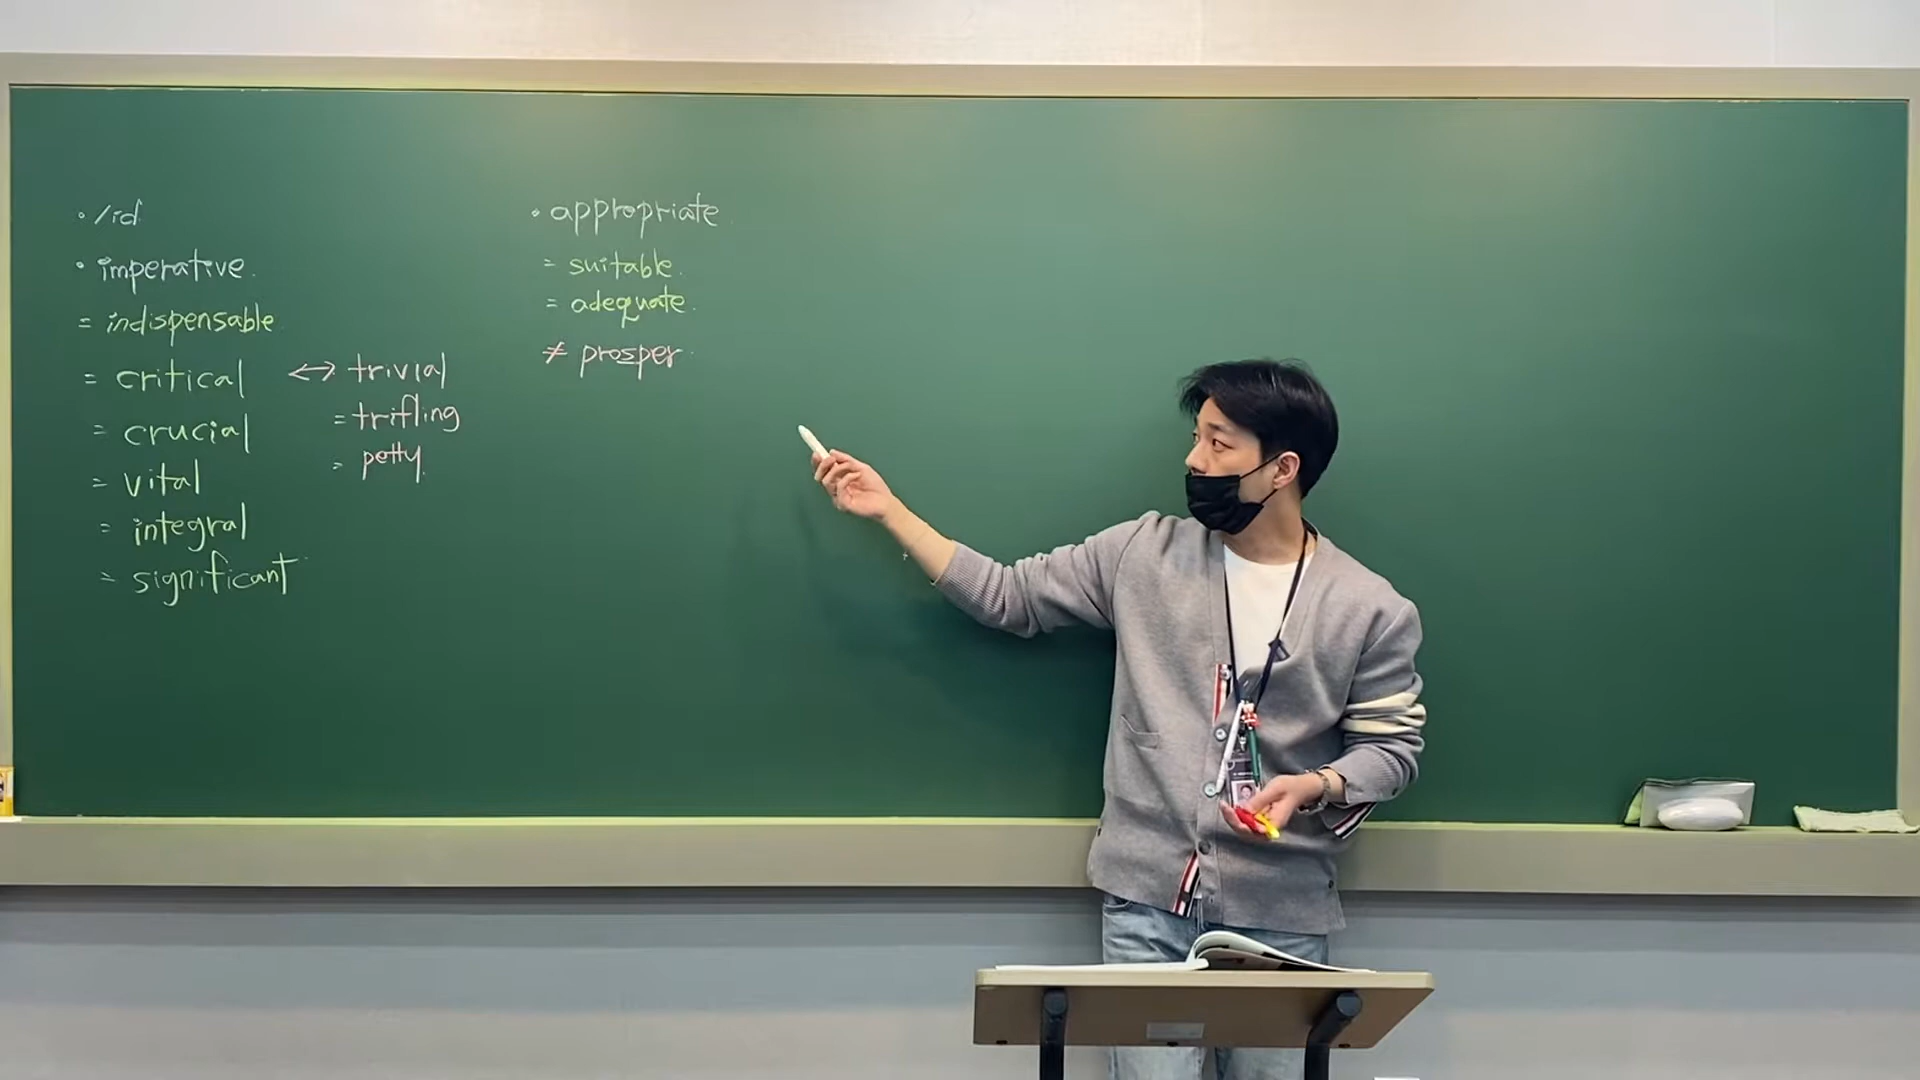 · /id
· imperative.
= indispensable
= critical ↔ trivial
= crucial = trifling
= vital = petty.
= integral
= significant
· appropriate.
= suitable.
= adequate.
≠ prosper.